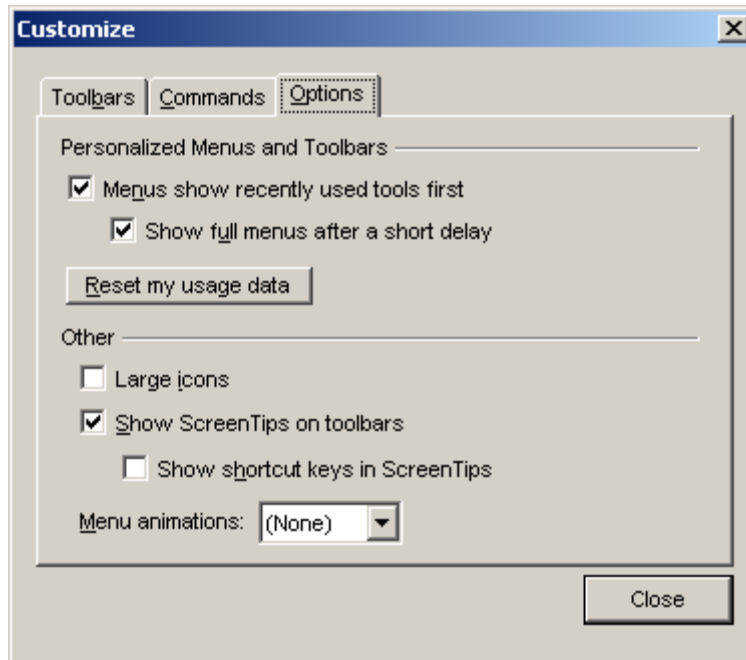 Customize
Toolbars Commands Options
Personalized Menus and Toolbars
Menus show recently used tools first
Show full menus after a short delay
Reset my usage data
Other
Large icons
Show ScreenTips on toolbars
Show shortcut keys in ScreenTips
Menu animations: (None)
Close